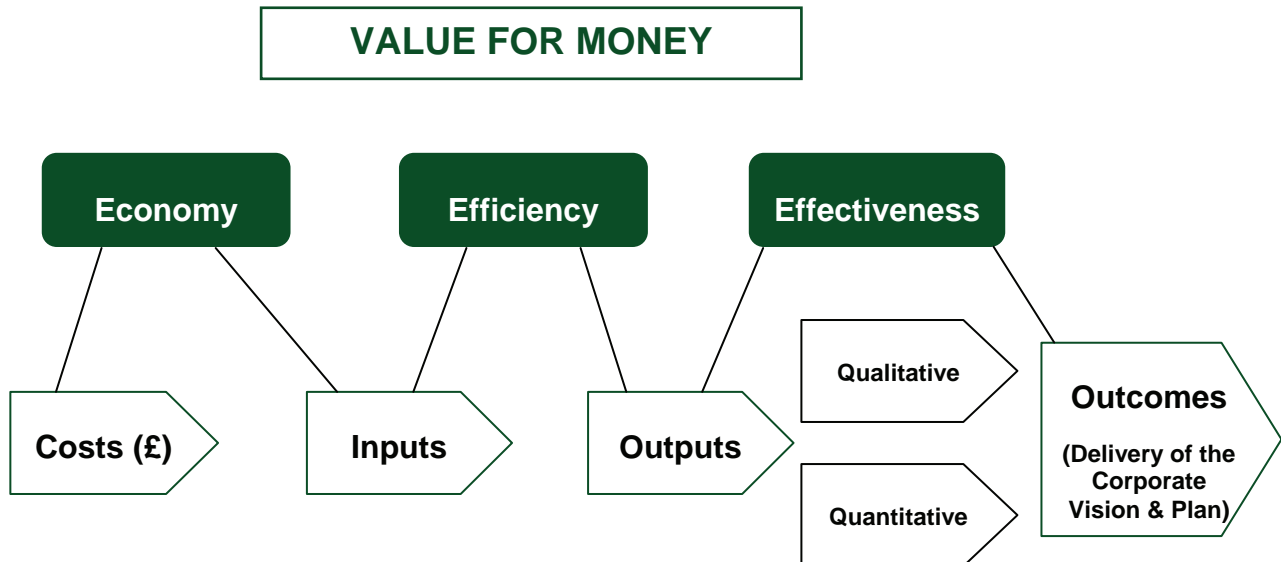 VALUE FOR MONEY
Economy
Efficiency
Effectiveness
Costs (£)
Inputs
Outputs
Qualitative
Quantitative
Outcomes
(Delivery of the
Corporate
Vision & Plan)